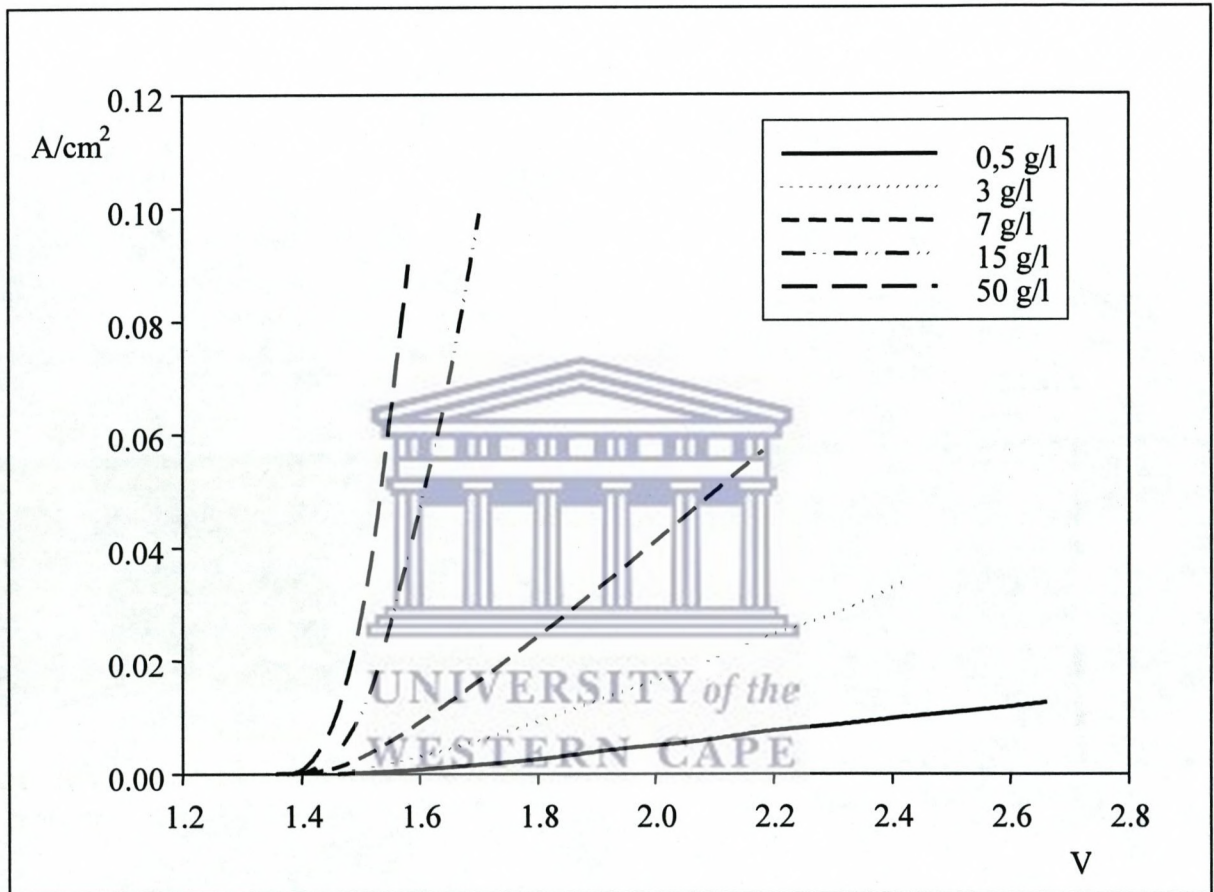 0.12
A/cm²
0.10
0.08
0.06
0.04
0.02
0.00
0,5 g/l
3 g/l
7 g/l
15 g/l
50 g/l
UNIVERSITY of the
WESTERN CAPE
1.2 1.4 1.6 1.8 2.0 2.2 2.4 2.6 2.8
V